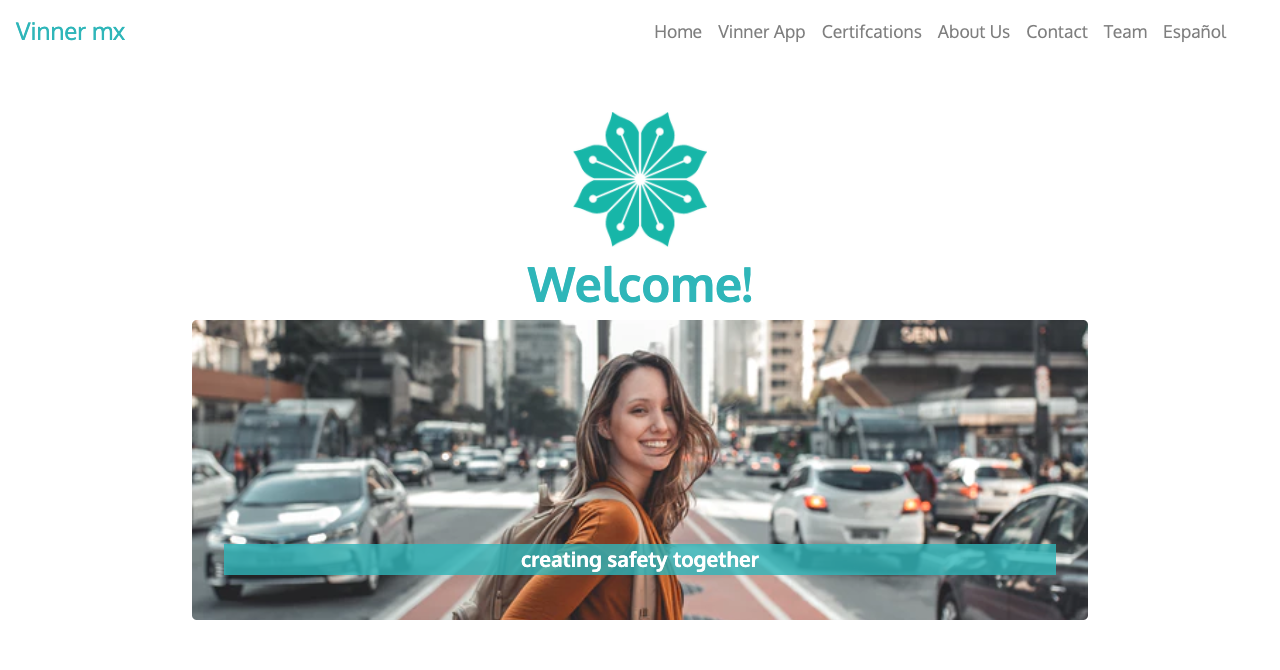 Vinner mx
Home Vinner App Certifcations About Us Contact Team Español
Welcome!
creating safety together